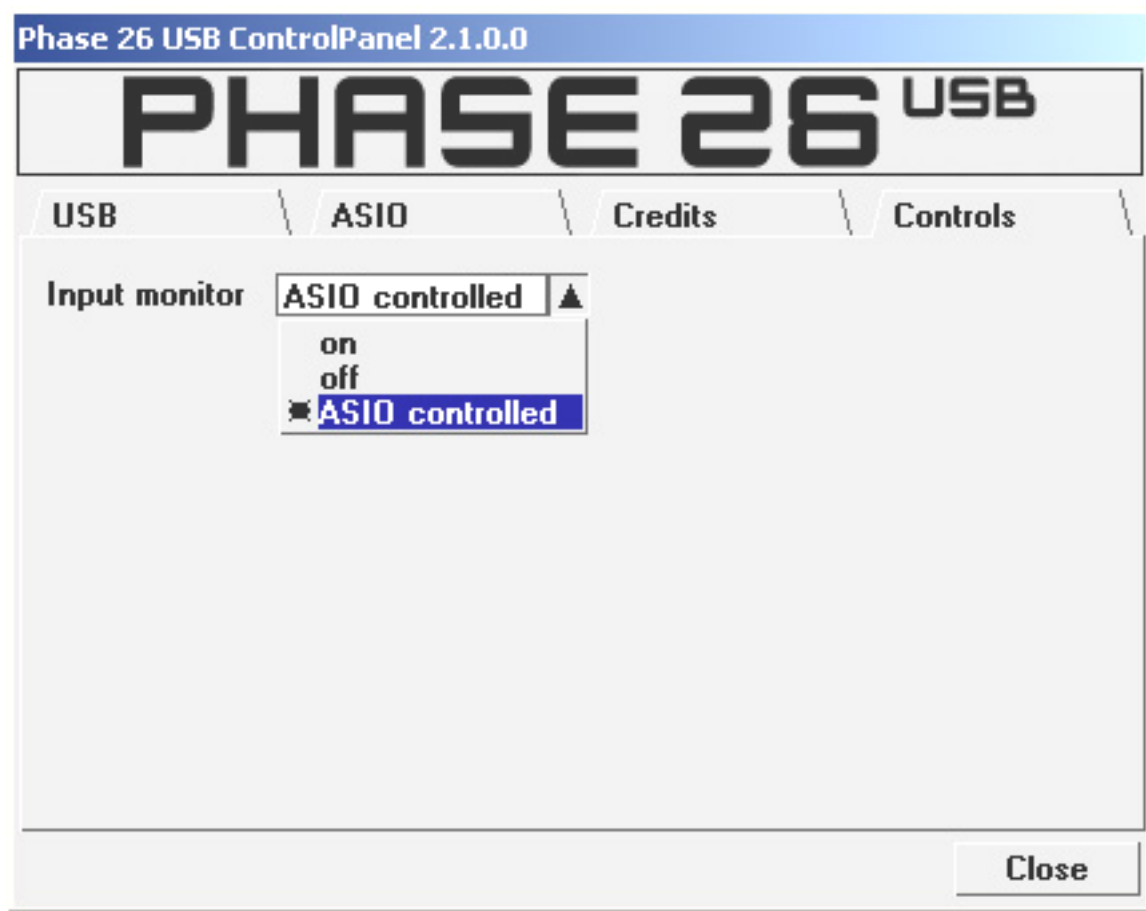 Phase 26 USB ControlPanel 2.1.0.0
PHASE 26 USB
USB ASIO Credits Controls
Input monitor ASIO controlled
on
off
ASIO controlled
Close